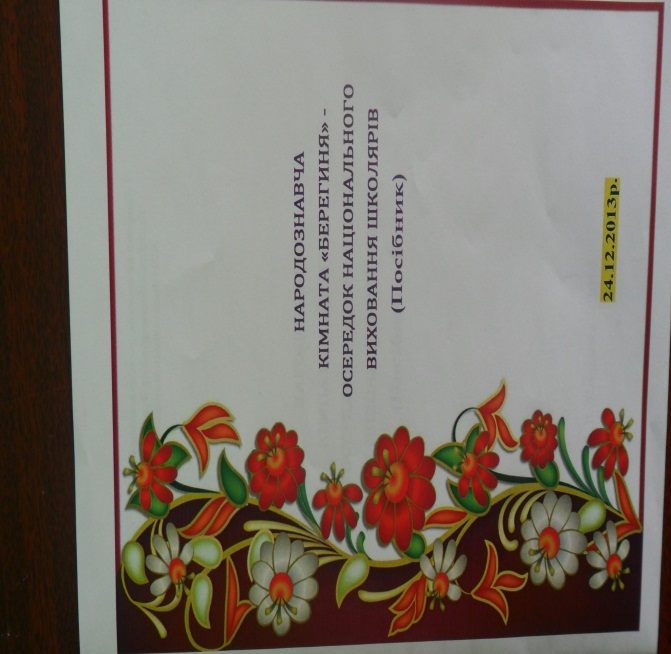 НАРОДОЗНАВЧА
КІМНАТА «БЕРЕГИНЯ» -
ОСЕРЕДОК НАЦІОНАЛЬНОГО
ВИХОВАННЯ ШКОЛЯРІВ
(Посібник)
24.12.2013р.